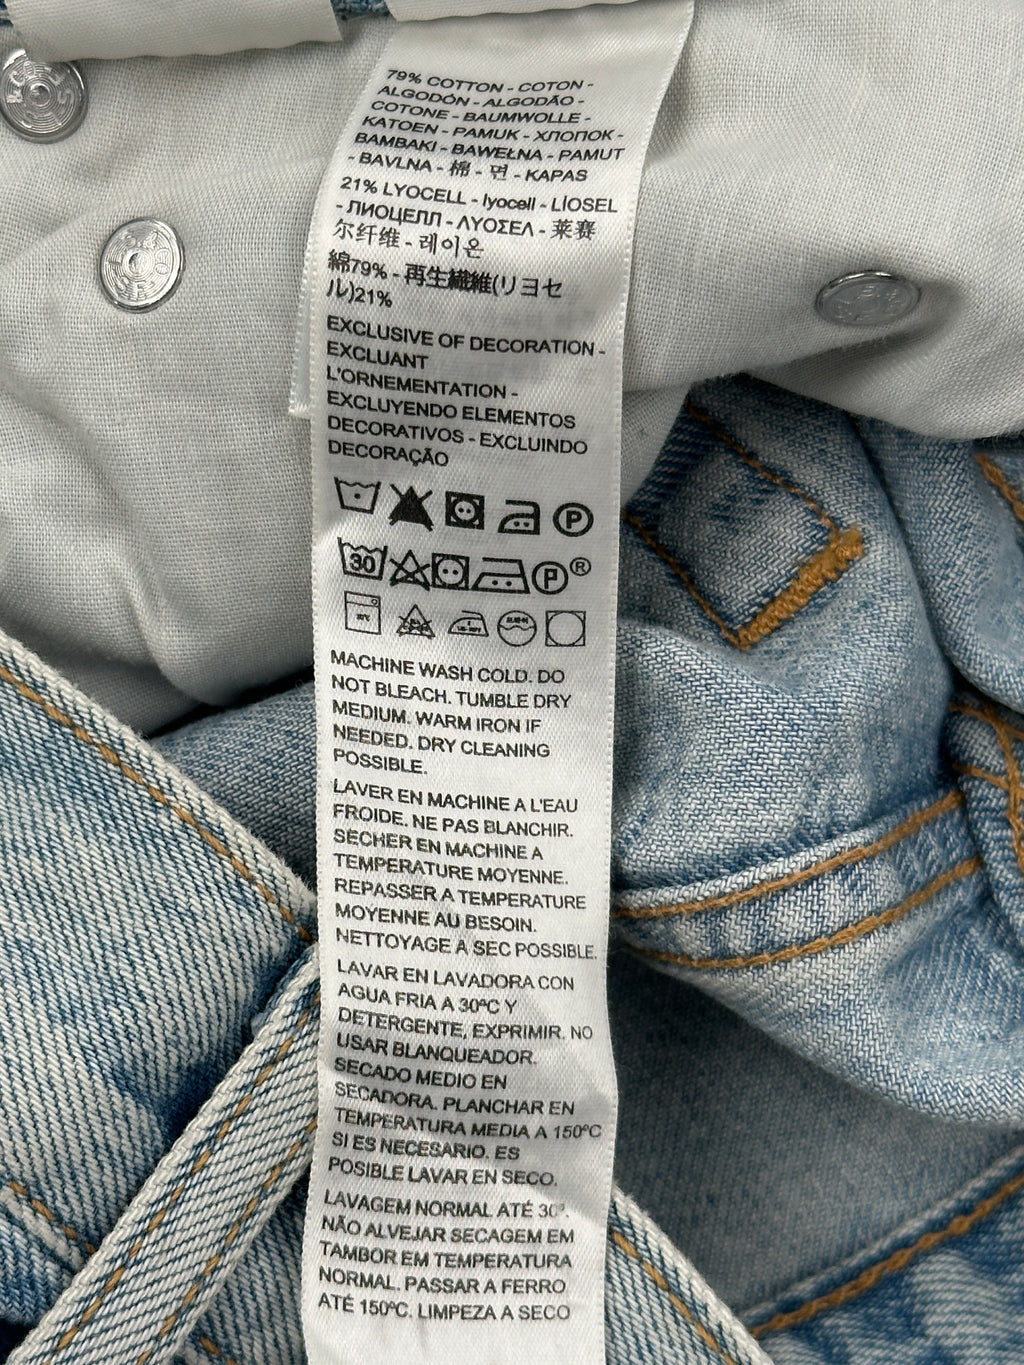 79% COTTON - COTON -
ALGODÓN - ALGODÃO -
COTONE - BAUMWOLLE -
KATOEN - PAMUK - ХЛОПОК -
BAMBAKI - BAWEŁNA - PAMUT
- BAVLNA - 棉 - 면 - KAPAS
21% LYOCELL - lyocell - LİOSEL
- ЛИОЦЕЛЛ - ΛΥΟΣΕΛ - 莱赛
尔纤维 - 레이온
綿79% - 再生繊維(リヨセ
ル)21%
EXCLUSIVE OF DECORATION -
EXCLUANT
L'ORNEMENTATION -
EXCLUYENDO ELEMENTOS
DECORATIVOS - EXCLUINDO
DECORAÇÃO
P
30 P ®
MACHINE WASH COLD. DO
NOT BLEACH. TUMBLE DRY
MEDIUM. WARM IRON IF
NEEDED. DRY CLEANING
POSSIBLE.
LAVER EN MACHINE A L'EAU
FROIDE. NE PAS BLANCHIR.
SECHER EN MACHINE A
TEMPERATURE MOYENNE.
REPASSER A TEMPERATURE
MOYENNE AU BESOIN.
NETTOYAGE A SEC POSSIBLE.
LAVAR EN LAVADORA CON
AGUA FRIA A 30ºC Y
DETERGENTE, EXPRIMIR. NO
USAR BLANQUEADOR.
SECADO MEDIO EN
SECADORA. PLANCHAR EN
TEMPERATURA MEDIA A 150ºC
SI ES NECESARIO. ES
POSIBLE LAVAR EN SECO.
LAVAGEM NORMAL ATÉ 30º.
NÃO ALVEJAR SECAGEM EM
TAMBOR EM TEMPERATURA
NORMAL. PASSAR A FERRO
ATÉ 150ºC. LIMPEZA A SECO